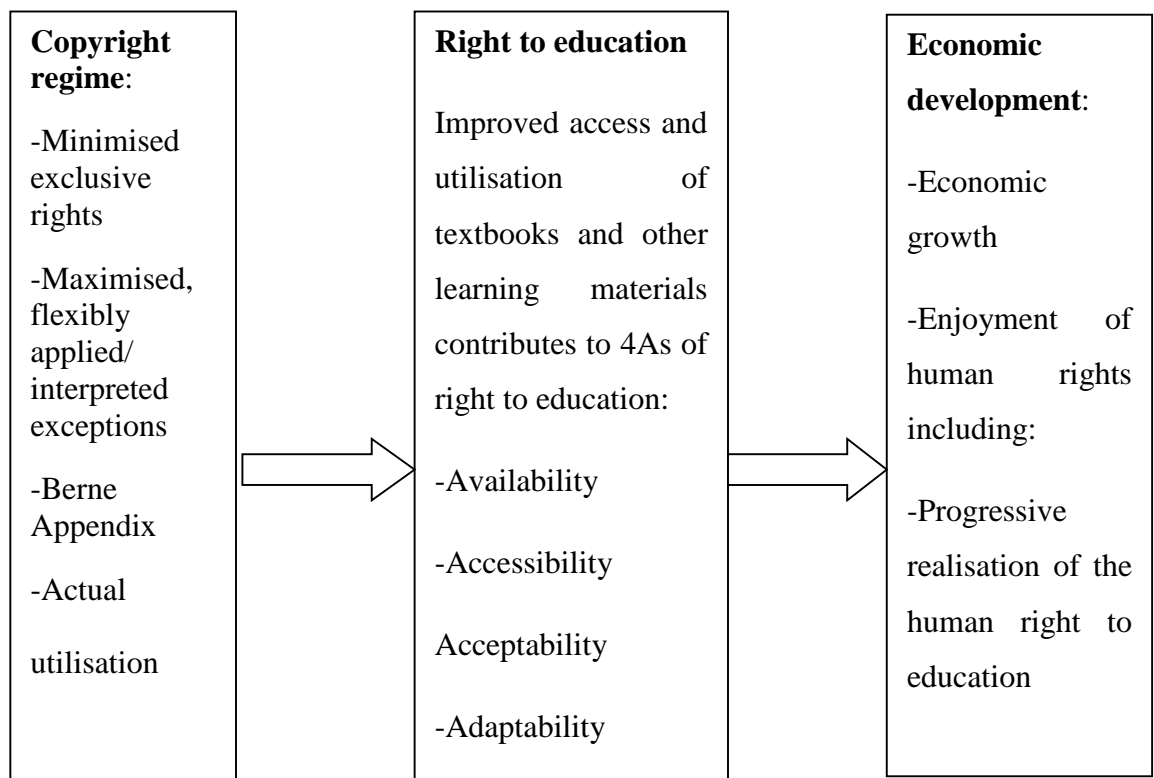 Copyright
regime:
-Minimised
exclusive
rights
-Maximised,
flexibly
applied/
interpreted
exceptions
-Berne
Appendix
-Actual
utilisation
Right to education
Improved access and
utilisation of
textbooks and other
learning materials
contributes to 4As of
right to education:
-Availability
-Accessibility
Acceptability
-Adaptability
Economic
development:
-Economic
growth
-Enjoyment of
human rights
including:
-Progressive
realisation of the
human right to
education